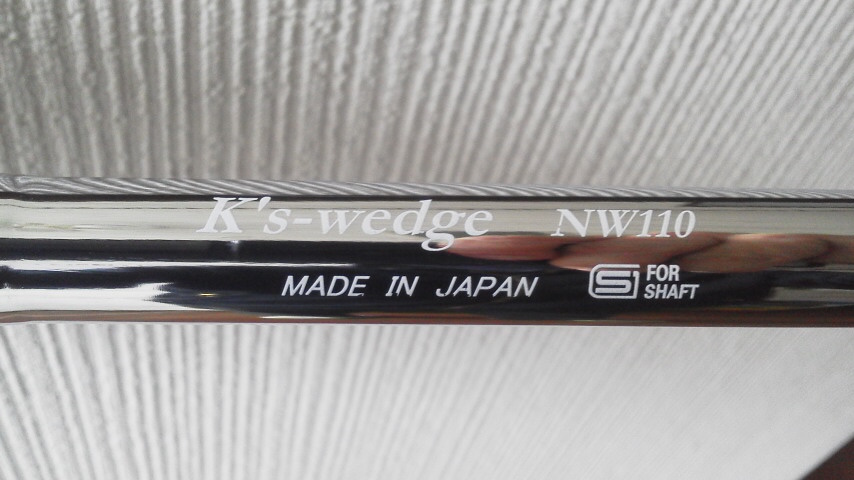 K's-wedge NW110
MADE IN JAPAN
S FOR
SHAFT